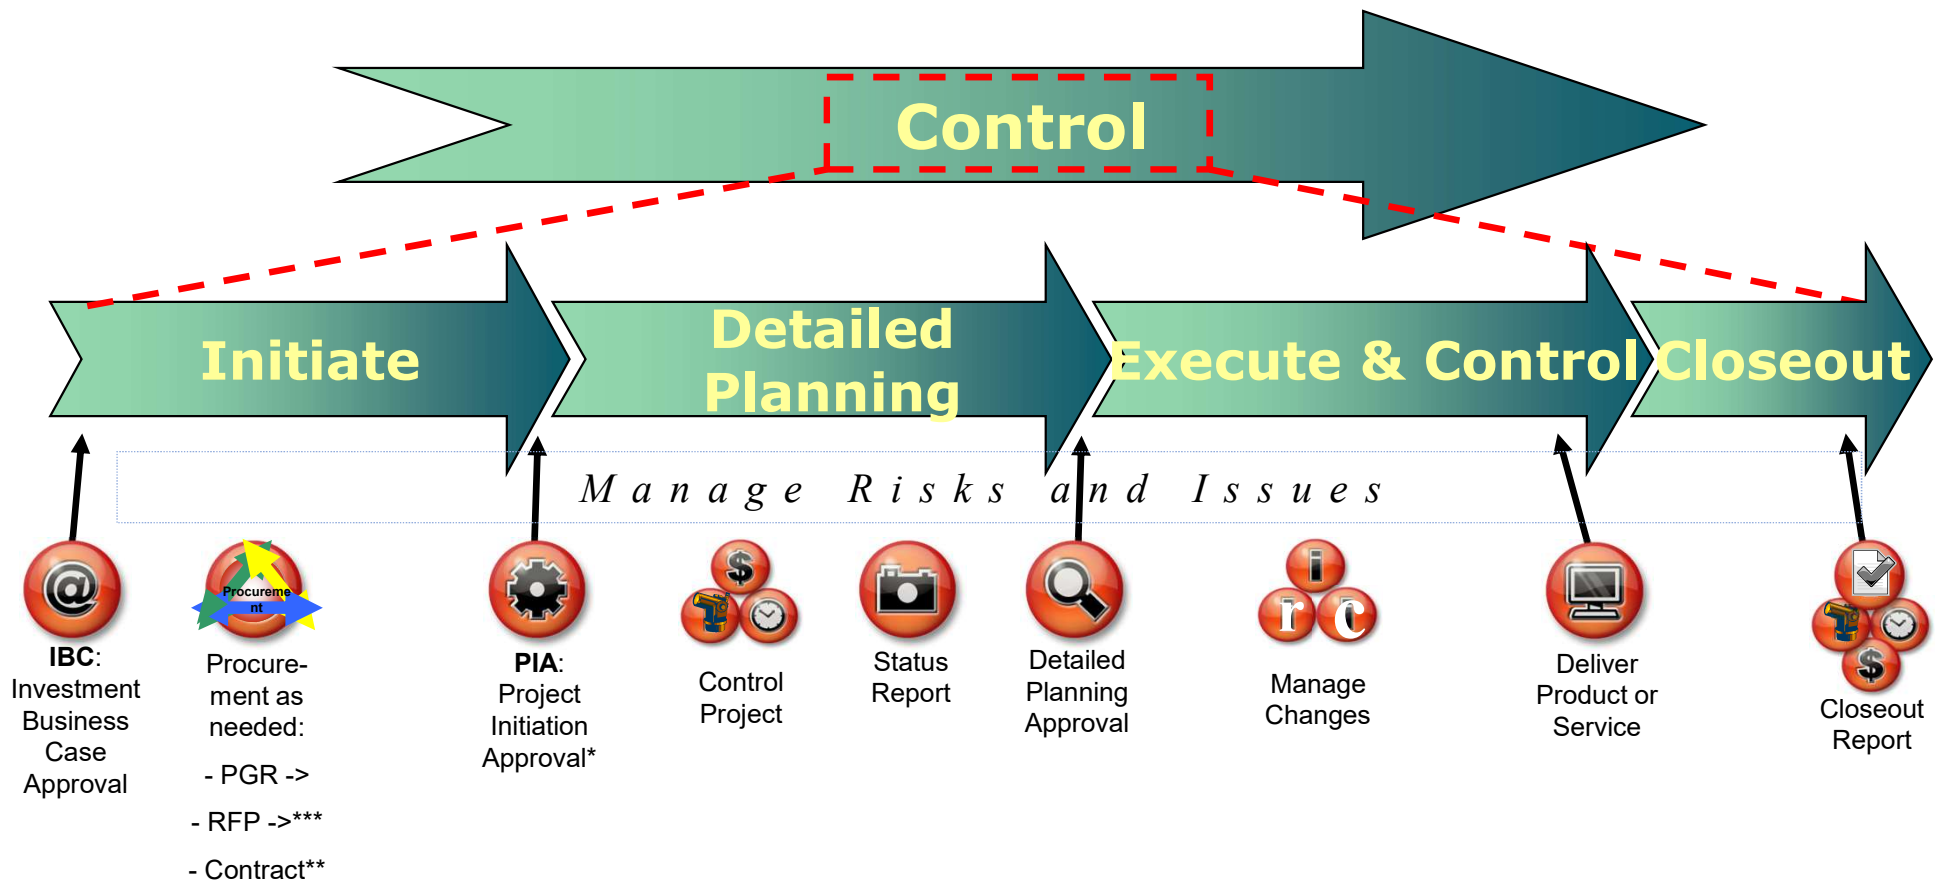 Control
Initiate
Detailed
Planning
Execute & Control
Closeout
Manage Risks and Issues
IBC:
Investment
Business
Case
Approval
Procureme
nt
Procure-
ment as
needed:
- PGR ->
- RFP ->***
- Contract**
PIA:
Project
Initiation
Approval*
$
Control
Project
Status
Report
Detailed
Planning
Approval
i
r c
Manage
Changes
Deliver
Product or
Service
$
Closeout
Report
@